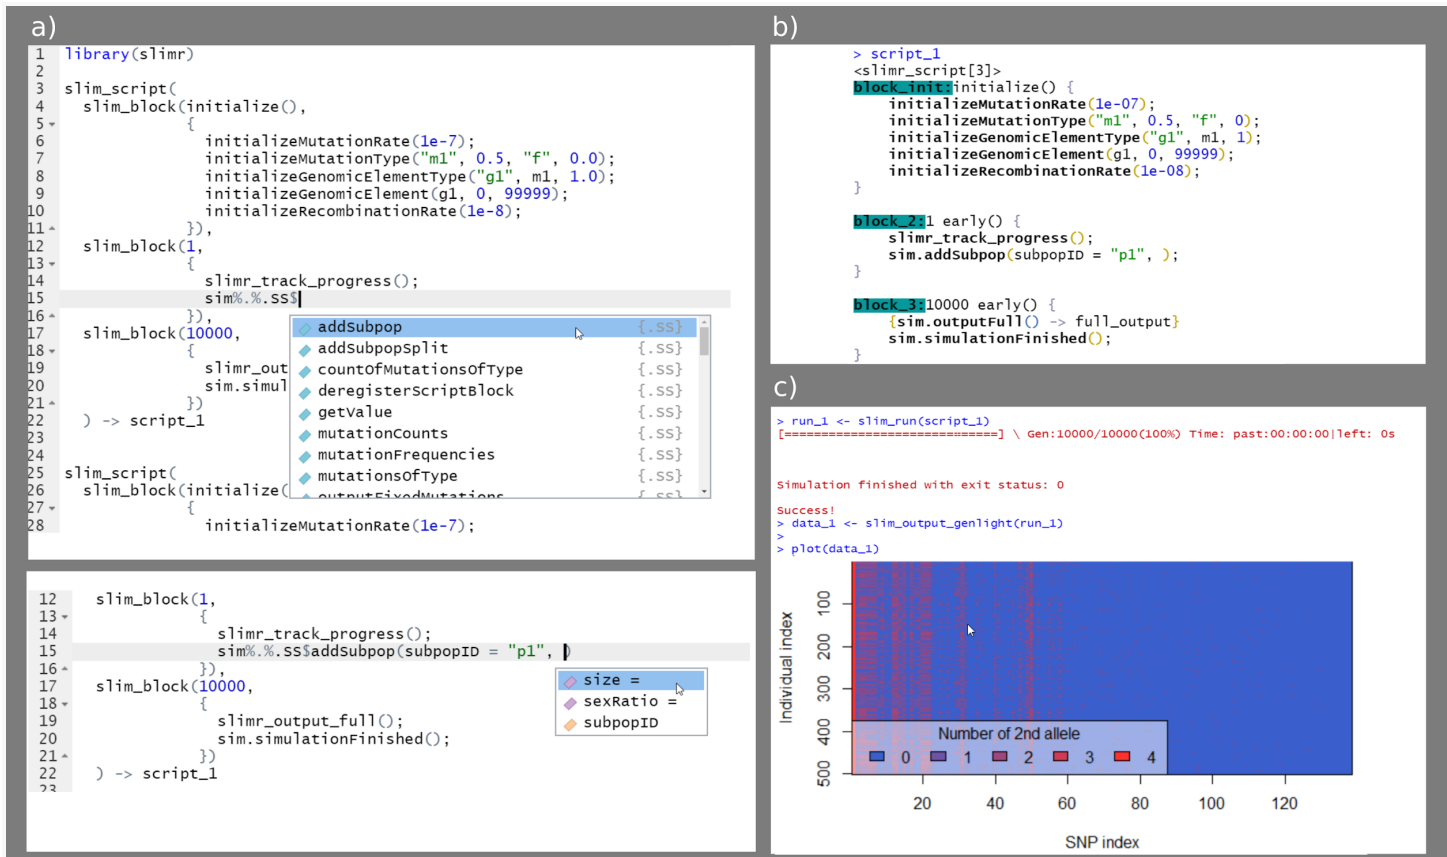 a)
1 library(slimr)
2
3 slim_script(
4 slim_block(initialize(),
5 {
6 initializeMutationRate(1e-7);
7 initializeMutationType("m1", 0.5, "f", 0.0);
8 initializeGenomicElementType("g1", m1, 1.0);
9 initializeGenomicElement(g1, 0, 99999);
10 initializeRecombinationRate(1e-8);
11 }),
12 slim_block(1,
13 {
14 slimr_track_progress();
15 sim%.%.SS$
16 }),
17 slim_block(10000,
18 {
19 slimr_out
20 sim.simul
21 })
22 ) -> script_1
23
24
25 slim_script(
26 slim_block(initialize(
27 {
28 initializeMutationRate(1e-7);
addSubpop {.SS}
addSubpopSplit {.SS}
countOfMutationsOfType {.SS}
deregisterScriptBlock {.SS}
getValue {.SS}
mutationCounts {.SS}
mutationFrequencies {.SS}
mutationsOfType {.SS}
outputFixedMutations {.SS}
12 slim_block(1,
13 {
14 slimr_track_progress();
15 sim%.%.SS$addSubpop(subpopID = "p1", )
16 }),
17 slim_block(10000,
18 {
19 slimr_output_full();
20 sim.simulationFinished();
21 })
22 ) -> script_1
23
size =
sexRatio =
subpopID
b)
> script_1
<slimr_script[3]>
block_init:initialize() {
initializeMutationRate(1e-07);
initializeMutationType("m1", 0.5, "f", 0);
initializeGenomicElementType("g1", m1, 1);
initializeGenomicElement(g1, 0, 99999);
initializeRecombinationRate(1e-08);
}
block_2:1 early() {
slimr_track_progress();
sim.addSubpop(subpopID = "p1", );
}
block_3:10000 early() {
{sim.outputFull() -> full_output}
sim.simulationFinished();
}
c)
> run_1 <- slim_run(script_1)
[=============================] \ Gen:10000/10000(100%) Time: past:00:00:00|left: 0s
Simulation finished with exit status: 0
Success!
> data_1 <- slim_output_genlight(run_1)
>
> plot(data_1)
Individual index
100
200
300
400
500
Number of 2nd allele
0 1 2 3 4
20 40 60 80 100 120
SNP index